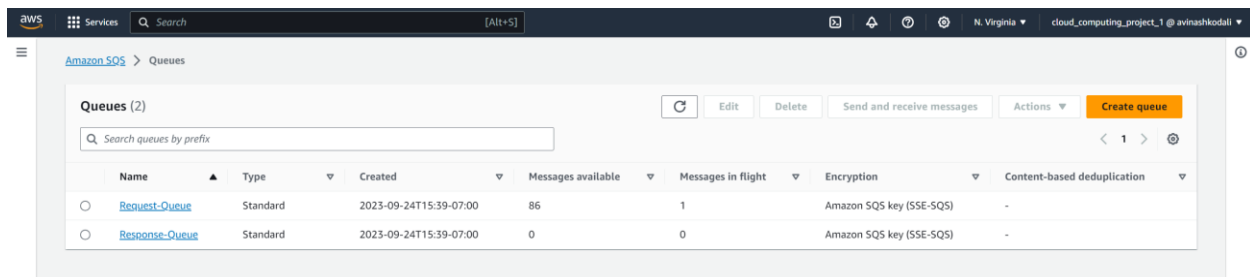 aws Services Search [Alt+S] N. Virginia ▼ cloud_computing_project_1 @ avinashkodali ▼
Amazon SQS > Queues
Queues (2) Edit Delete Send and receive messages Actions ▼ Create queue
Search queues by prefix < 1 >
Name ▲ Type ▽ Created ▽ Messages available ▽ Messages in flight ▽ Encryption ▽ Content-based deduplication ▽
Request-Queue Standard 2023-09-24T15:39-07:00 86 1 Amazon SQS key (SSE-SQS) -
Response-Queue Standard 2023-09-24T15:39-07:00 0 0 Amazon SQS key (SSE-SQS) -